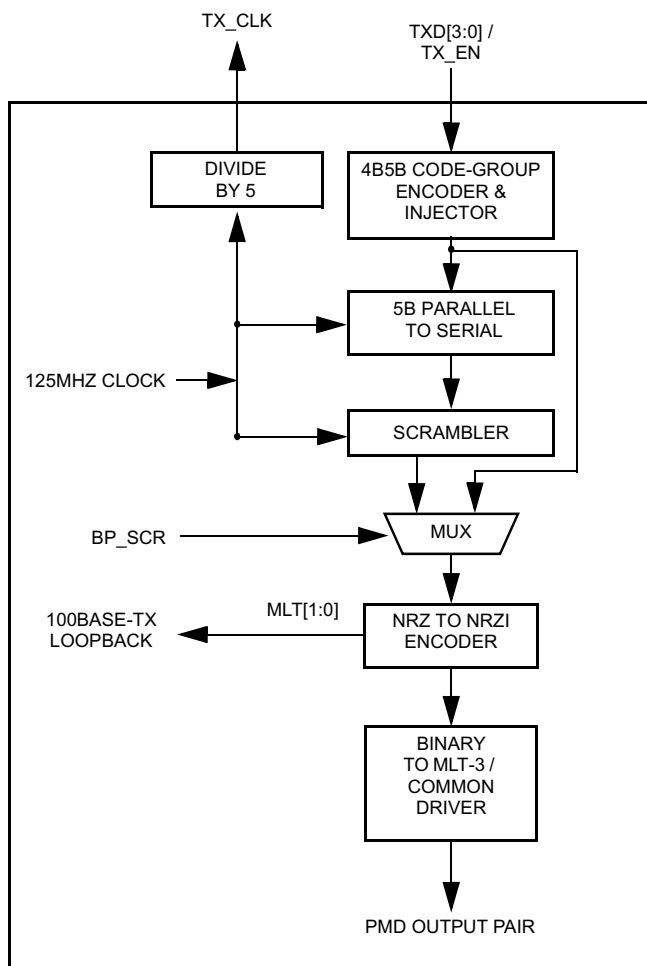 TX_CLK
TXD[3:0] /
TX_EN
DIVIDE
BY 5
4B5B CODE-GROUP
ENCODER &
INJECTOR
5B PARALLEL
TO SERIAL
125MHZ CLOCK
SCRAMBLER
BP_SCR
MUX
100BASE-TX
LOOPBACK
MLT[1:0]
NRZ TO NRZI
ENCODER
BINARY
TO MLT-3 /
COMMON
DRIVER
PMD OUTPUT PAIR